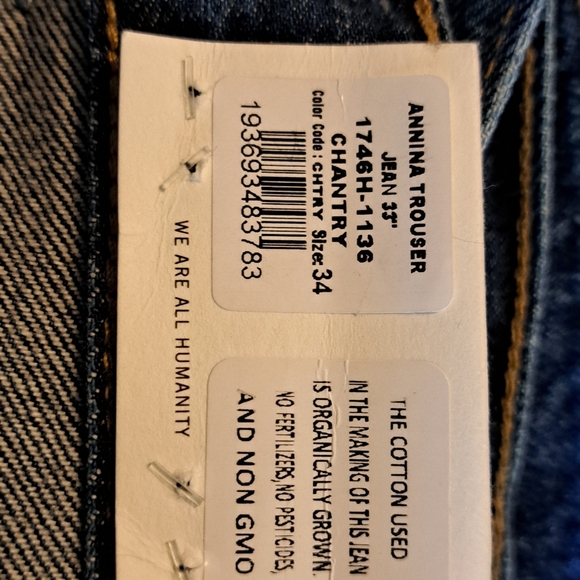 ANNINA TROUSER
JEAN 33"
1746H-1136
CHANTRY
Color Code: CHTRY Size: 34
193693483783
THE COTTON USED
IN THE MAKING OF THIS JEAN
IS ORGANICALLY GROWN.
NO FERTILIZERS, NO PESTICIDES,
AND NON GMO
WE ARE ALL HUMANITY